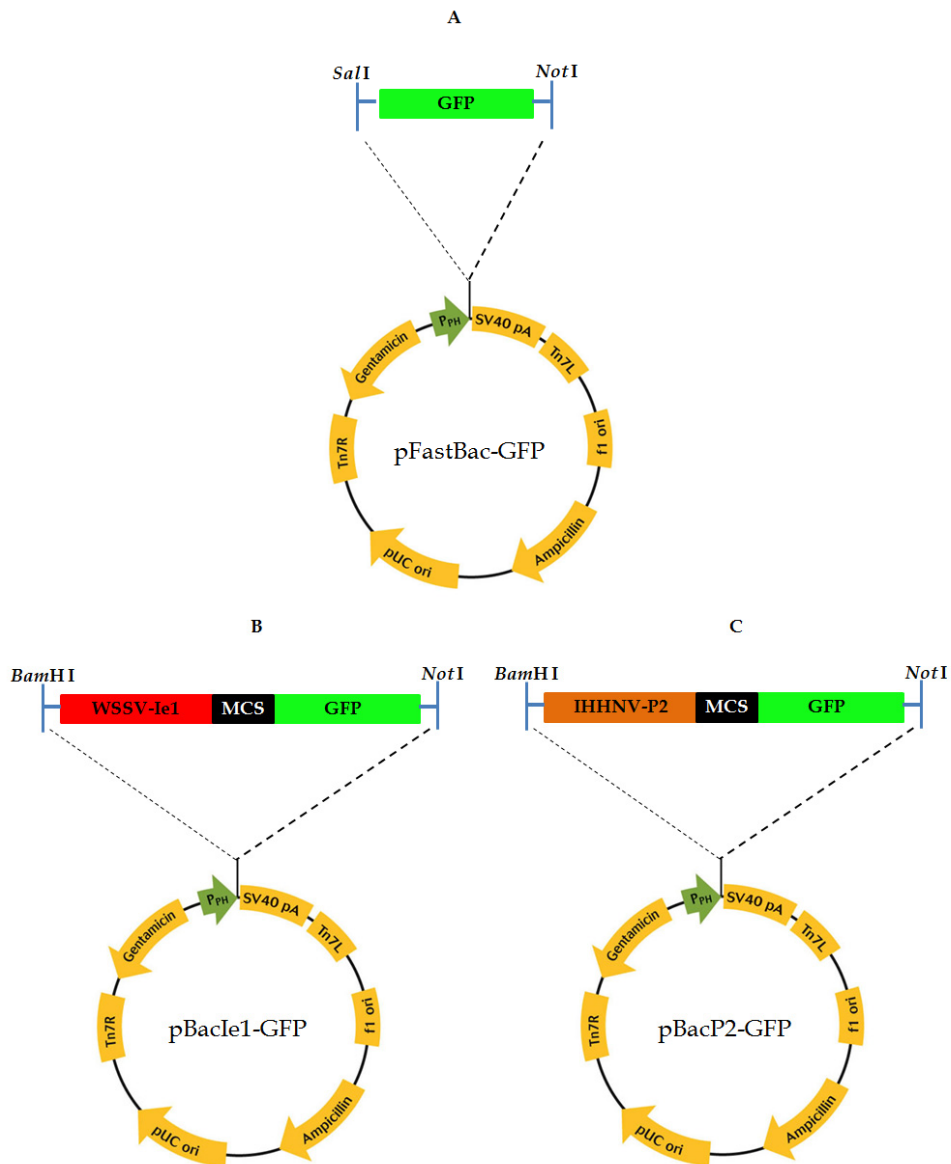 A
SalI NotI
GFP
PPH
SV40 pA
Gentamicin
Tn7L
Tn7R
pFastBac-GFP
f1 ori
pUC ori
Ampicillin
B
BamHI NotI
WSSV-Ie1 MCS GFP
PPH
SV40 pA
Gentamicin
Tn7L
Tn7R
pBacIe1-GFP
f1 ori
pUC ori
Ampicillin
C
BamHI NotI
IHHNV-P2 MCS GFP
PPH
SV40 pA
Gentamicin
Tn7L
Tn7R
pBacP2-GFP
f1 ori
pUC ori
Ampicillin